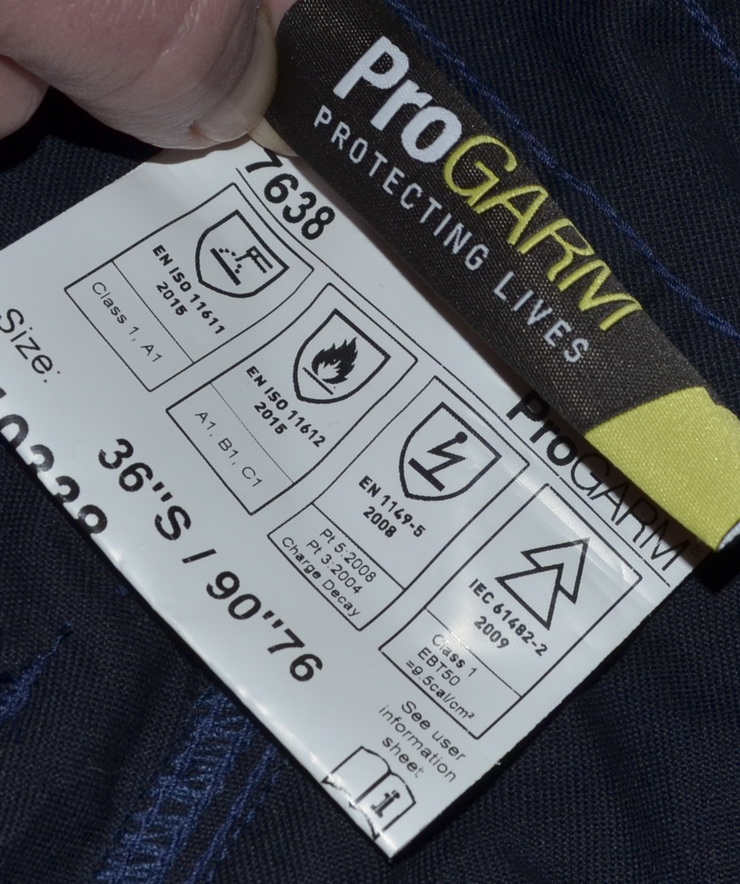 ProGARM
PROTECTING LIVES
7638
ProGARM
EN ISO 11611
2015
Class 1, A1
EN ISO 11612
2015
A1, B1, C1
EN 1149-5
2008
Pt 5:2008
Pt 3:2004
Charge Decay
IEC 61482-2
2009
Class 1
EBT50
=9.5cal/cm²
Size:
36"S / 90"76
See user
information
sheet
i